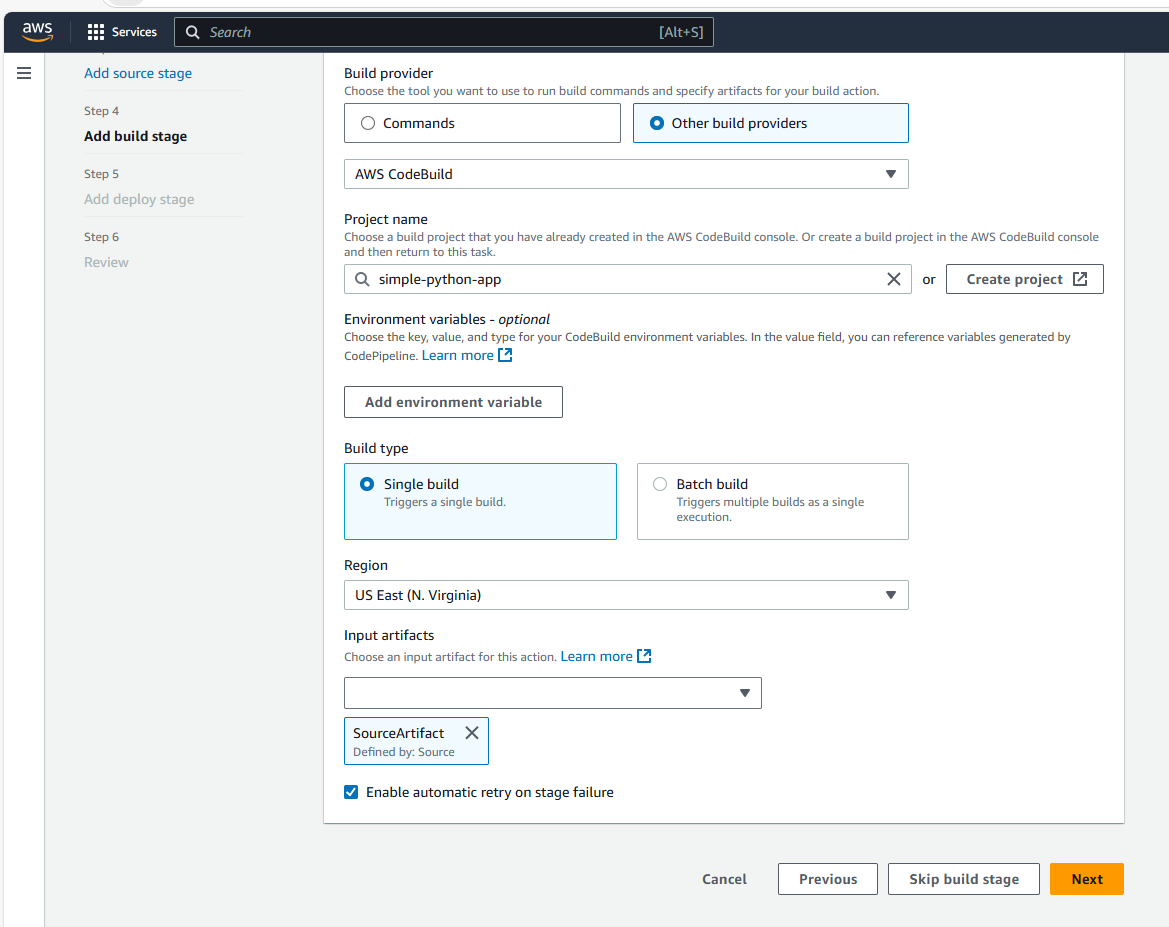 aws
Services
Search
[Alt+S]
Add source stage
Step 4
Add build stage
Step 5
Add deploy stage
Step 6
Review
Build provider
Choose the tool you want to use to run build commands and specify artifacts for your build action.
Commands
Other build providers
AWS CodeBuild
Project name
Choose a build project that you have already created in the AWS CodeBuild console. Or create a build project in the AWS CodeBuild console
and then return to this task.
simple-python-app
or
Create project
Environment variables - optional
Choose the key, value, and type for your CodeBuild environment variables. In the value field, you can reference variables generated by
CodePipeline. Learn more
Add environment variable
Build type
Single build
Triggers a single build.
Batch build
Triggers multiple builds as a single
execution.
Region
US East (N. Virginia)
Input artifacts
Choose an input artifact for this action. Learn more
SourceArtifact
Defined by: Source
Enable automatic retry on stage failure
Cancel
Previous
Skip build stage
Next